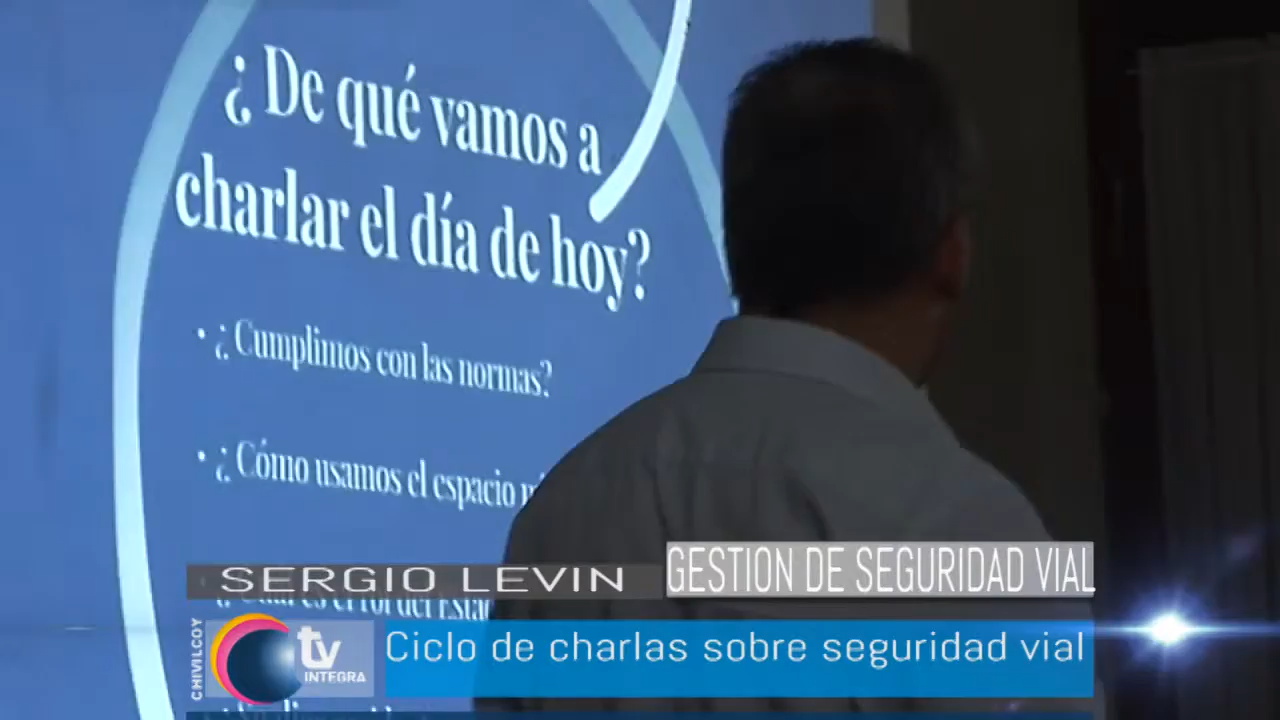 ¿ De qué vamos a
charlar el día de hoy?
• ¿ Cumplimos con las normas?
• ¿ Cómo usamos el espacio
SERGIO LEVIN
GESTION DE SEGURIDAD VIAL
CHIVILCOY
tv
INTEGRA
Ciclo de charlas sobre seguridad vial